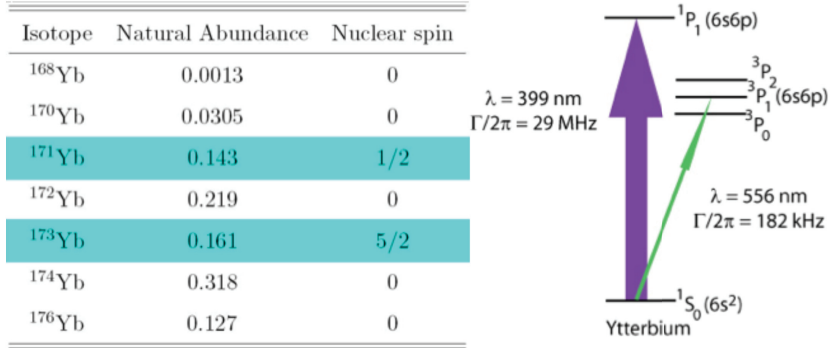 Isotope Natural Abundance Nuclear spin
¹⁶⁸Yb 0.0013 0
¹⁷⁰Yb 0.0305 0
¹⁷¹Yb 0.143 1/2
¹⁷²Yb 0.219 0
¹⁷³Yb 0.161 5/2
¹⁷⁴Yb 0.318 0
¹⁷⁶Yb 0.127 0
¹P₁ (6s6p)
³P₂
³P₁ (6s6p)
³P₀
λ = 399 nm
Γ/2π = 29 MHz
λ = 556 nm
Γ/2π = 182 kHz
¹S₀ (6s²)
Ytterbium